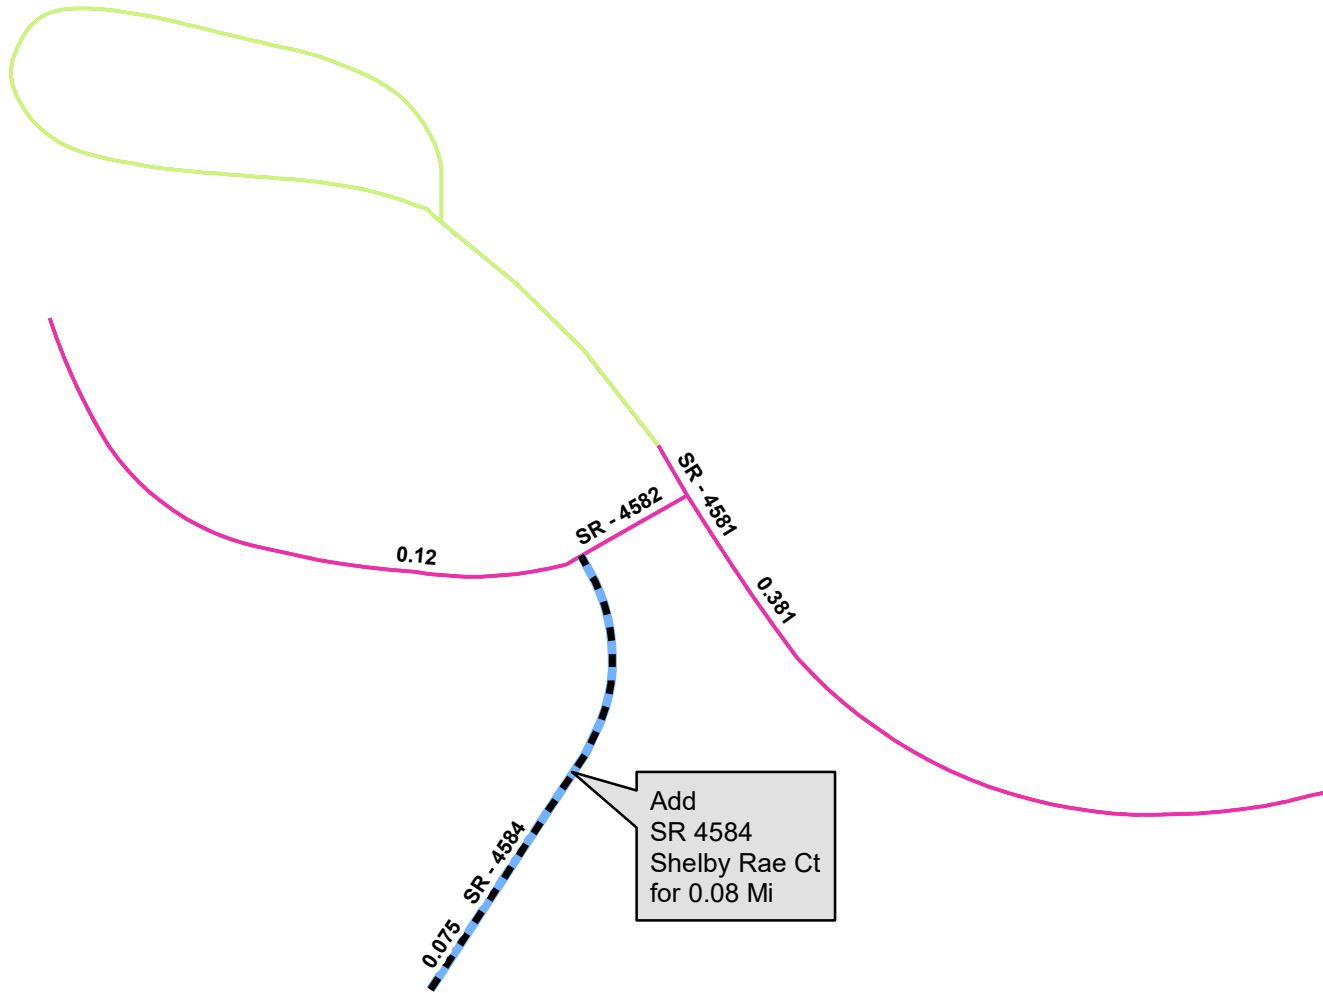 SR - 4581
SR - 4582
0.12
0.381
Add
SR 4584
Shelby Rae Ct
for 0.08 Mi
SR - 4584
0.075